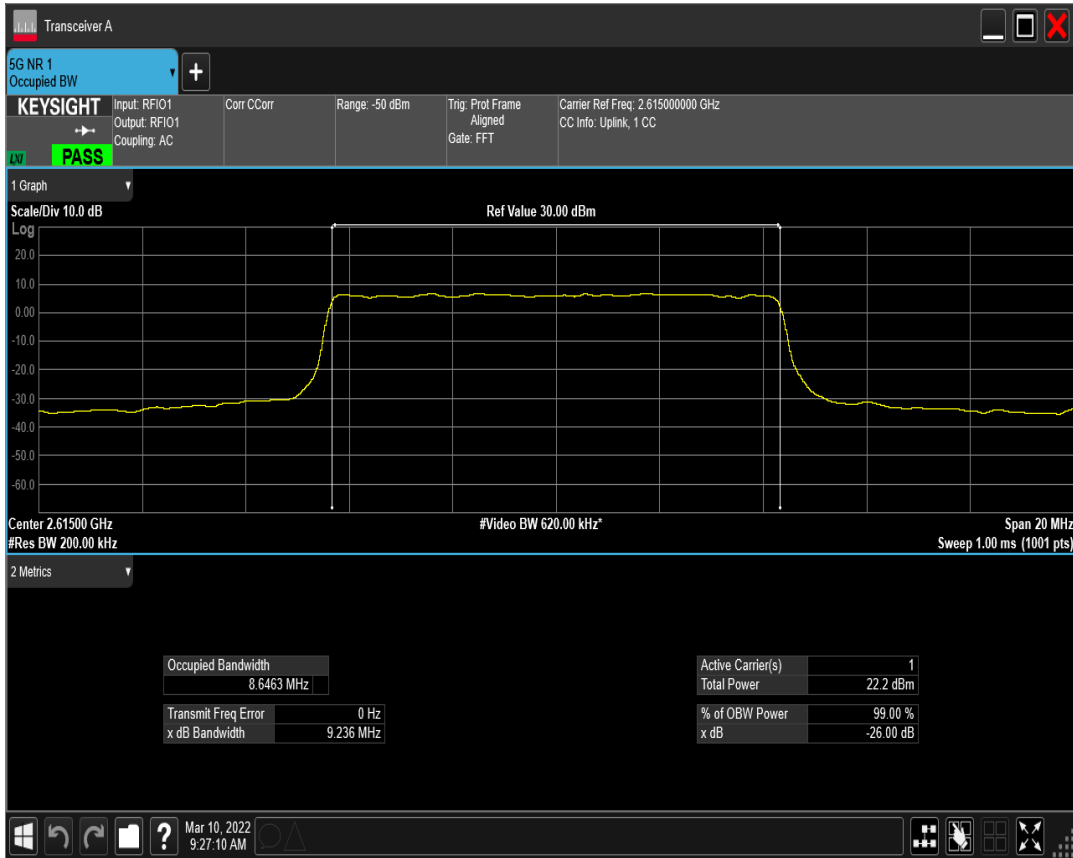 Transceiver A
5G NR 1
Occupied BW
+
KEYSIGHT
LXI
PASS
Input: RFIO1
Output: RFIO1
Coupling: AC
Corr CCorr
Range: -50 dBm
Trig: Prot Frame
Aligned
Gate: FFT
Carrier Ref Freq: 2.615000000 GHz
CC Info: Uplink, 1 CC
1 Graph
Scale/Div 10.0 dB
Ref Value 30.00 dBm
Log
20.0
10.0
0.00
-10.0
-20.0
-30.0
-40.0
-50.0
-60.0
Center 2.61500 GHz
#Video BW 620.00 kHz*
Span 20 MHz
#Res BW 200.00 kHz
Sweep 1.00 ms (1001 pts)
2 Metrics
Occupied Bandwidth
8.6463 MHz
Transmit Freq Error 0 Hz
x dB Bandwidth 9.236 MHz
Active Carrier(s) 1
Total Power 22.2 dBm
% of OBW Power 99.00 %
x dB -26.00 dB
?
Mar 10, 2022
9:27:10 AM